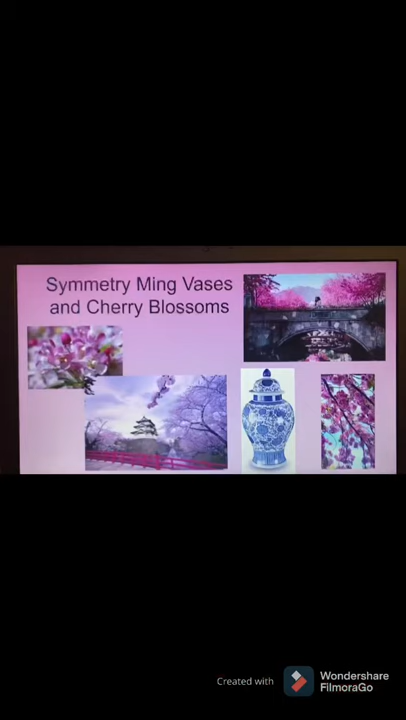 Symmetry Ming Vases
and Cherry Blossoms
Created with
Wondershare
FilmoraGo